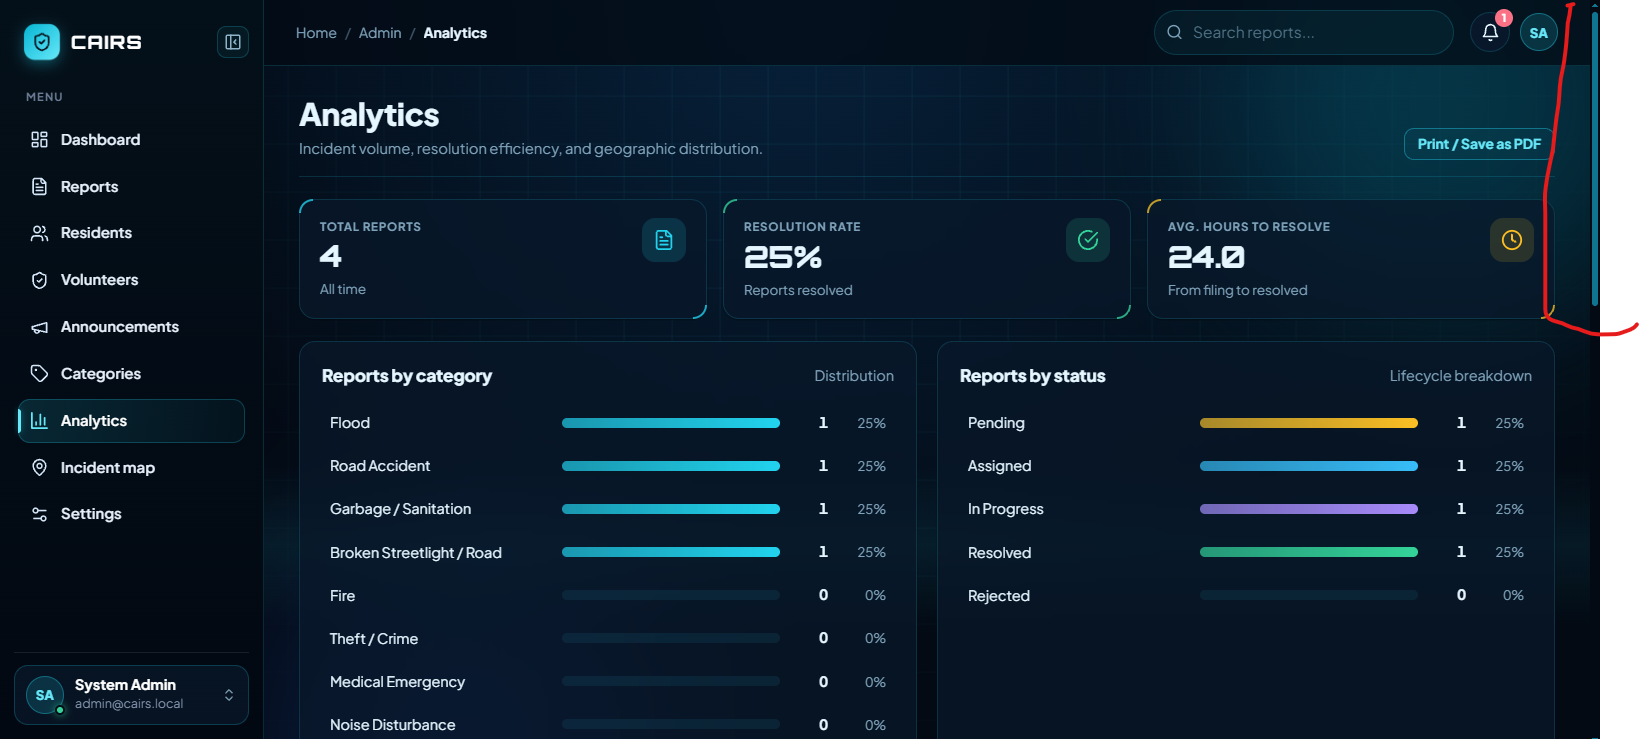 CAIRS
MENU
Dashboard
Reports
Residents
Volunteers
Announcements
Categories
Analytics
Incident map
Settings
SA
System Admin
admin@cairs.local
Home / Admin / Analytics
Search reports...
1
SA
Analytics
Incident volume, resolution efficiency, and geographic distribution.
Print / Save as PDF
TOTAL REPORTS
4
All time
RESOLUTION RATE
25%
Reports resolved
AVG. HOURS TO RESOLVE
24.0
From filing to resolved
Reports by category Distribution
Flood 1 25%
Road Accident 1 25%
Garbage / Sanitation 1 25%
Broken Streetlight / Road 1 25%
Fire 0 0%
Theft / Crime 0 0%
Medical Emergency 0 0%
Noise Disturbance 0 0%
Reports by status Lifecycle breakdown
Pending 1 25%
Assigned 1 25%
In Progress 1 25%
Resolved 1 25%
Rejected 0 0%